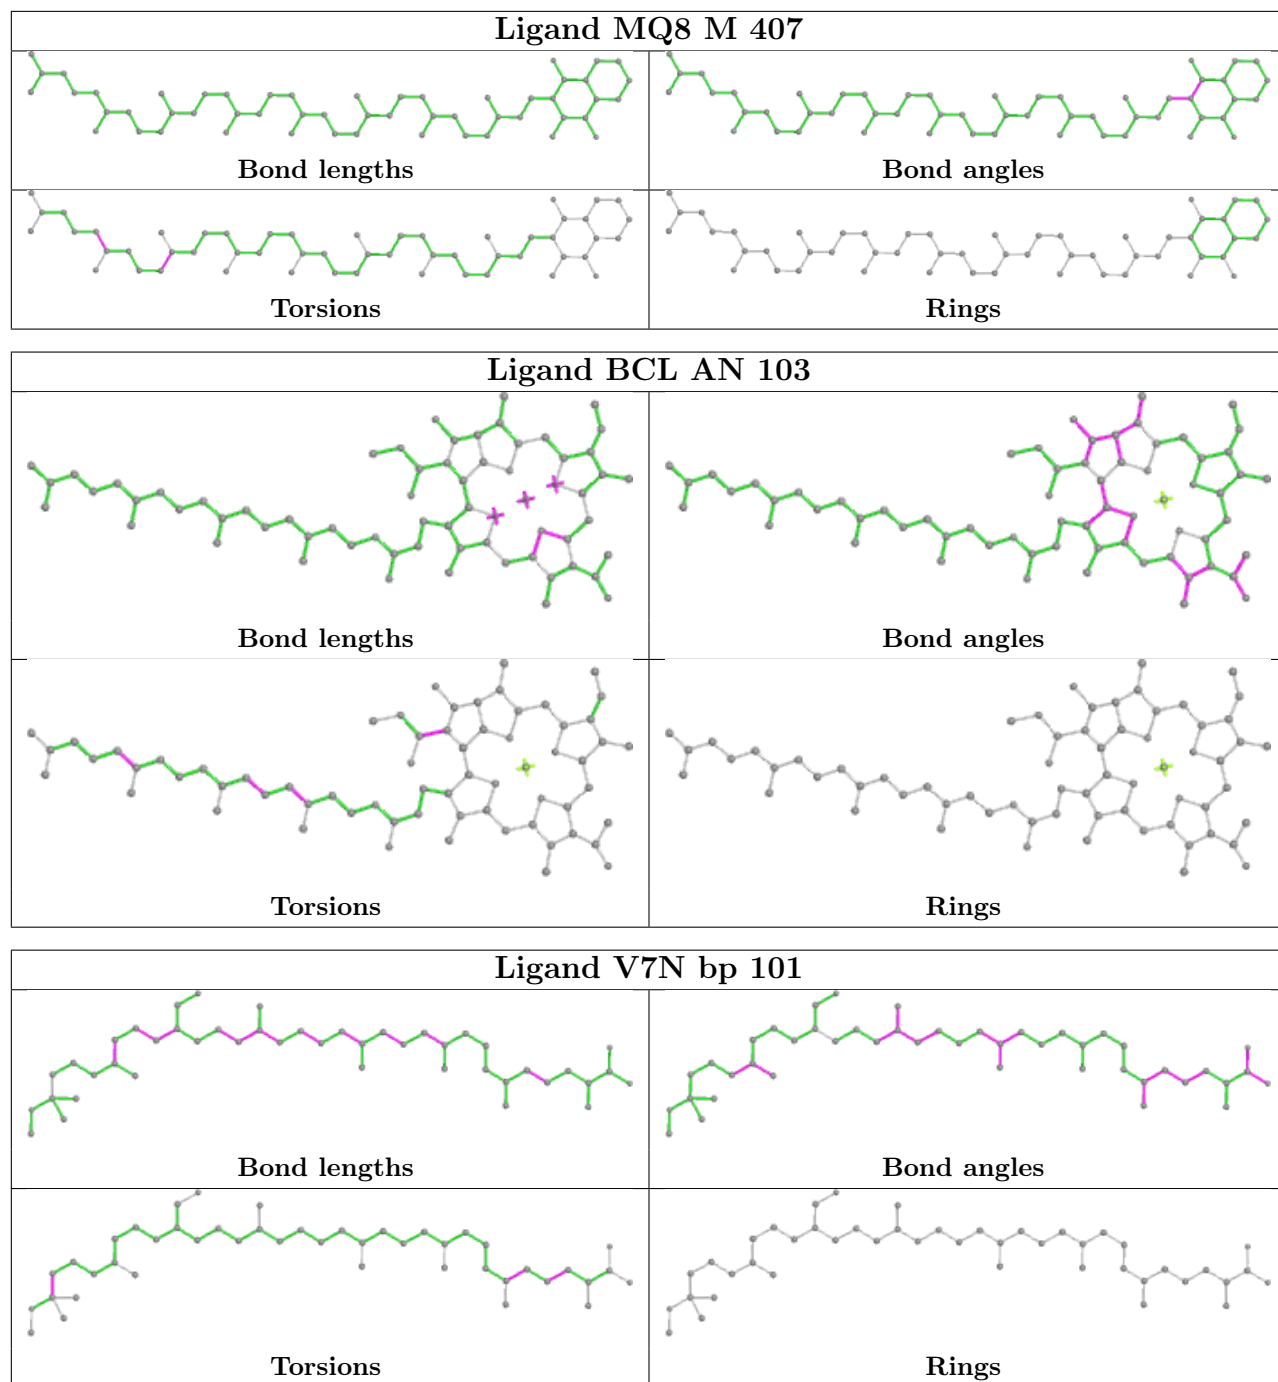 Ligand MQ8 M 407
Bond lengths
Bond angles
Torsions
Rings
Ligand BCL AN 103
Bond lengths
Bond angles
Torsions
Rings
Ligand V7N bp 101
Bond lengths
Bond angles
Torsions
Rings